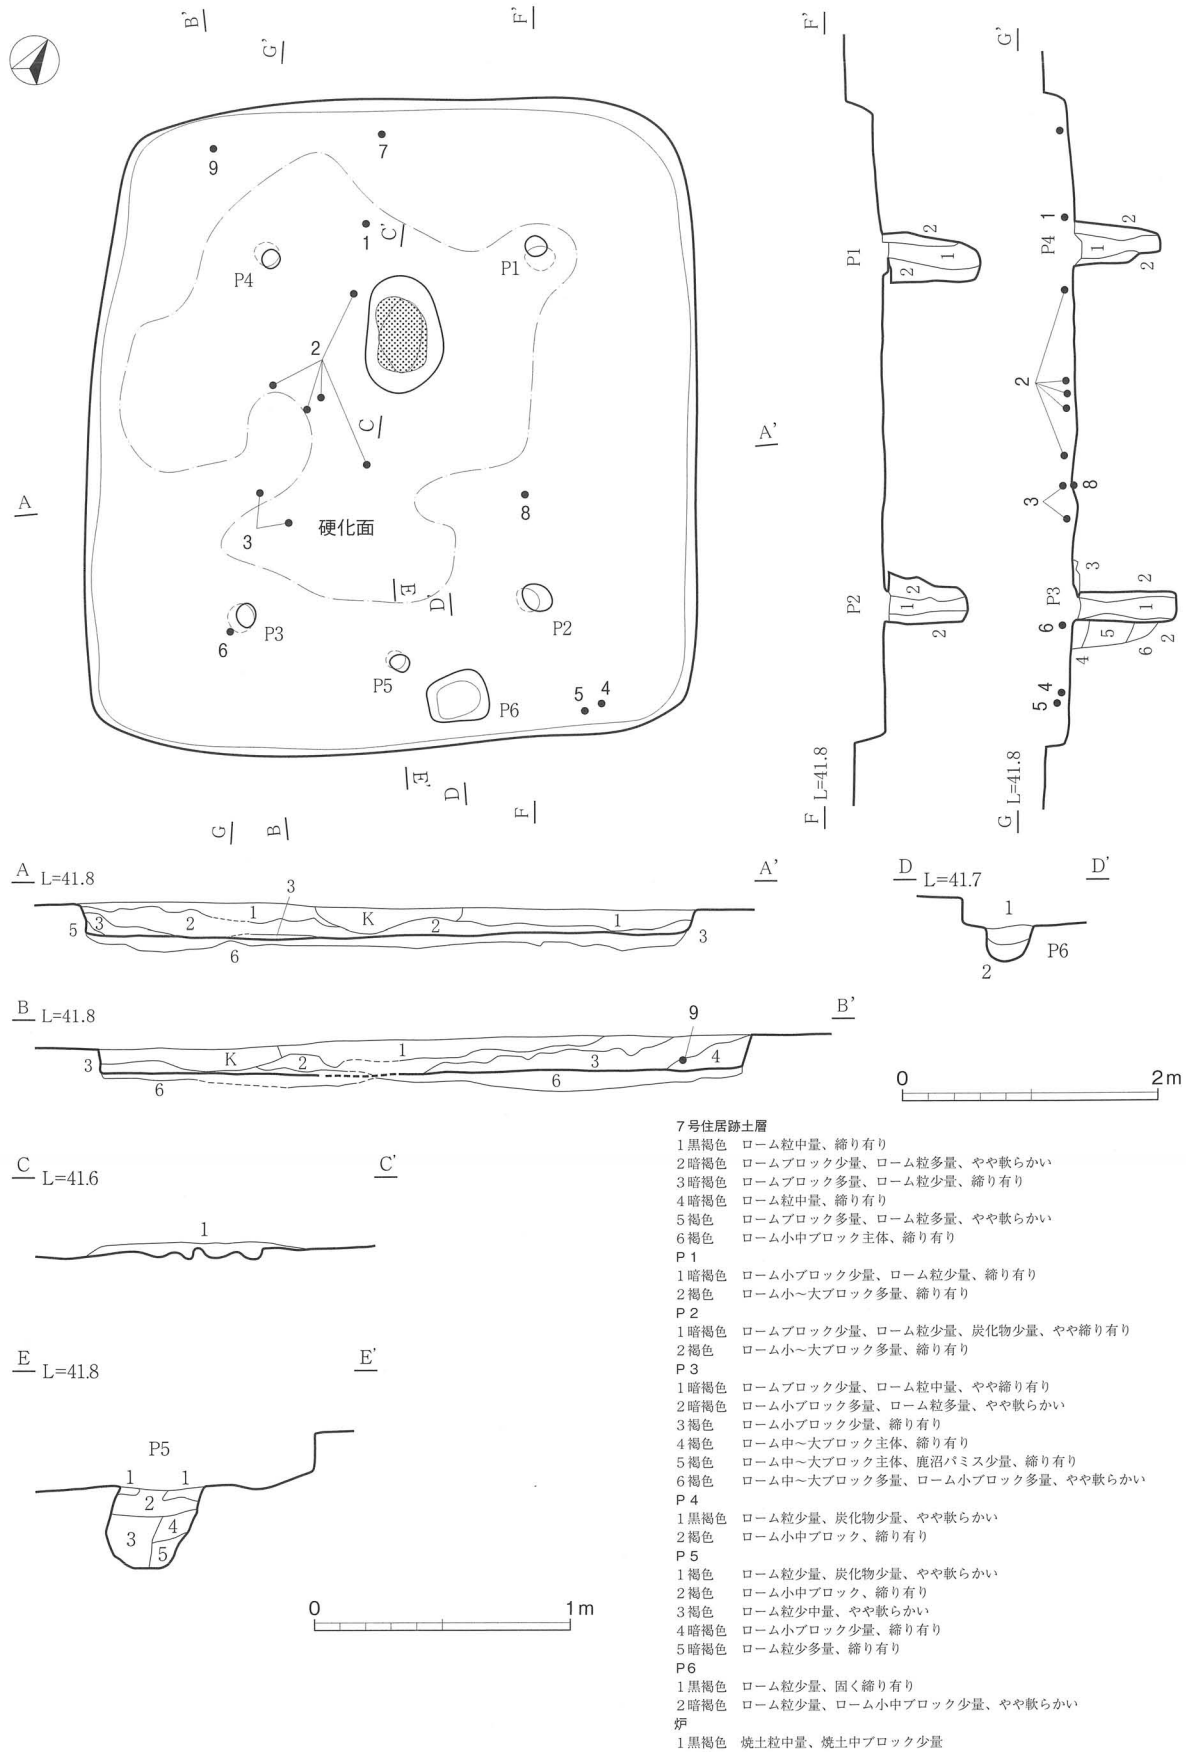 B'
G'
F'
F'
G'
9
7
1
C'
P4
P1
2
C
A'
A
8
3
硬化面
E
D'
P2
P3
6
P5
5
4
P6
E'
D
F
G
B
P1
2
1
2
P2
2
1
2
F L=41.8
1
P4
2
1
2
2
3
8
3
P3
2
1
6
5
4
6
2
4
5
G L=41.8
A L=41.8
A'
3
5
3
2
1
K
2
1
3
6
B L=41.8
B'
9
3
K
2
1
3
4
6
6
D L=41.7
D'
1
P6
2
0
2m
C L=41.6
C'
1
E L=41.8
E'
P5
1
1
2
3
4
5
0
1m
7号住居跡土層
1黒褐色 ローム粒中量、締り有り
2暗褐色 ロームブロック少量、ローム粒多量、やや軟らかい
3暗褐色 ロームブロック多量、ローム粒少量、締り有り
4暗褐色 ローム粒中量、締り有り
5褐色 ロームブロック多量、ローム粒多量、やや軟らかい
6褐色 ローム小中ブロック主体、締り有り
P1
1暗褐色 ローム小ブロック少量、ローム粒少量、締り有り
2褐色 ローム小～大ブロック多量、締り有り
P2
1暗褐色 ロームブロック少量、ローム粒少量、炭化物少量、やや締り有り
2褐色 ローム小～大ブロック多量、締り有り
P3
1暗褐色 ロームブロック少量、ローム粒中量、やや締り有り
2暗褐色 ローム小ブロック多量、ローム粒多量、やや軟らかい
3褐色 ローム小ブロック少量、締り有り
4褐色 ローム中～大ブロック主体、締り有り
5褐色 ローム中～大ブロック主体、鹿沼パミス少量、締り有り
6褐色 ローム中～大ブロック多量、ローム小ブロック多量、やや軟らかい
P4
1黒褐色 ローム粒少量、炭化物少量、やや軟らかい
2褐色 ローム小中ブロック、締り有り
P5
1褐色 ローム粒少量、炭化物少量、やや軟らかい
2褐色 ローム小中ブロック、締り有り
3褐色 ローム粒少中量、やや軟らかい
4暗褐色 ローム小ブロック少量、締り有り
5暗褐色 ローム粒少多量、締り有り
P6
1黒褐色 ローム粒少量、固く締り有り
2暗褐色 ローム粒少量、ローム小中ブロック少量、やや軟らかい
炉
1黒褐色 焼土粒中量、焼土中ブロック少量